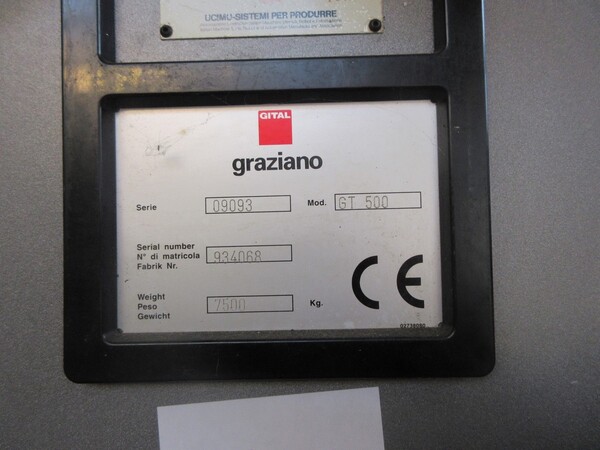 UCIMU-SISTEMI PER PRODURRE
GITAL
graziano
Serie 09093 Mod. GT 500
Serial number
N° di matricola 934068
Fabrik Nr.
Weight
Peso 7500 Kg.
Gewicht
CE